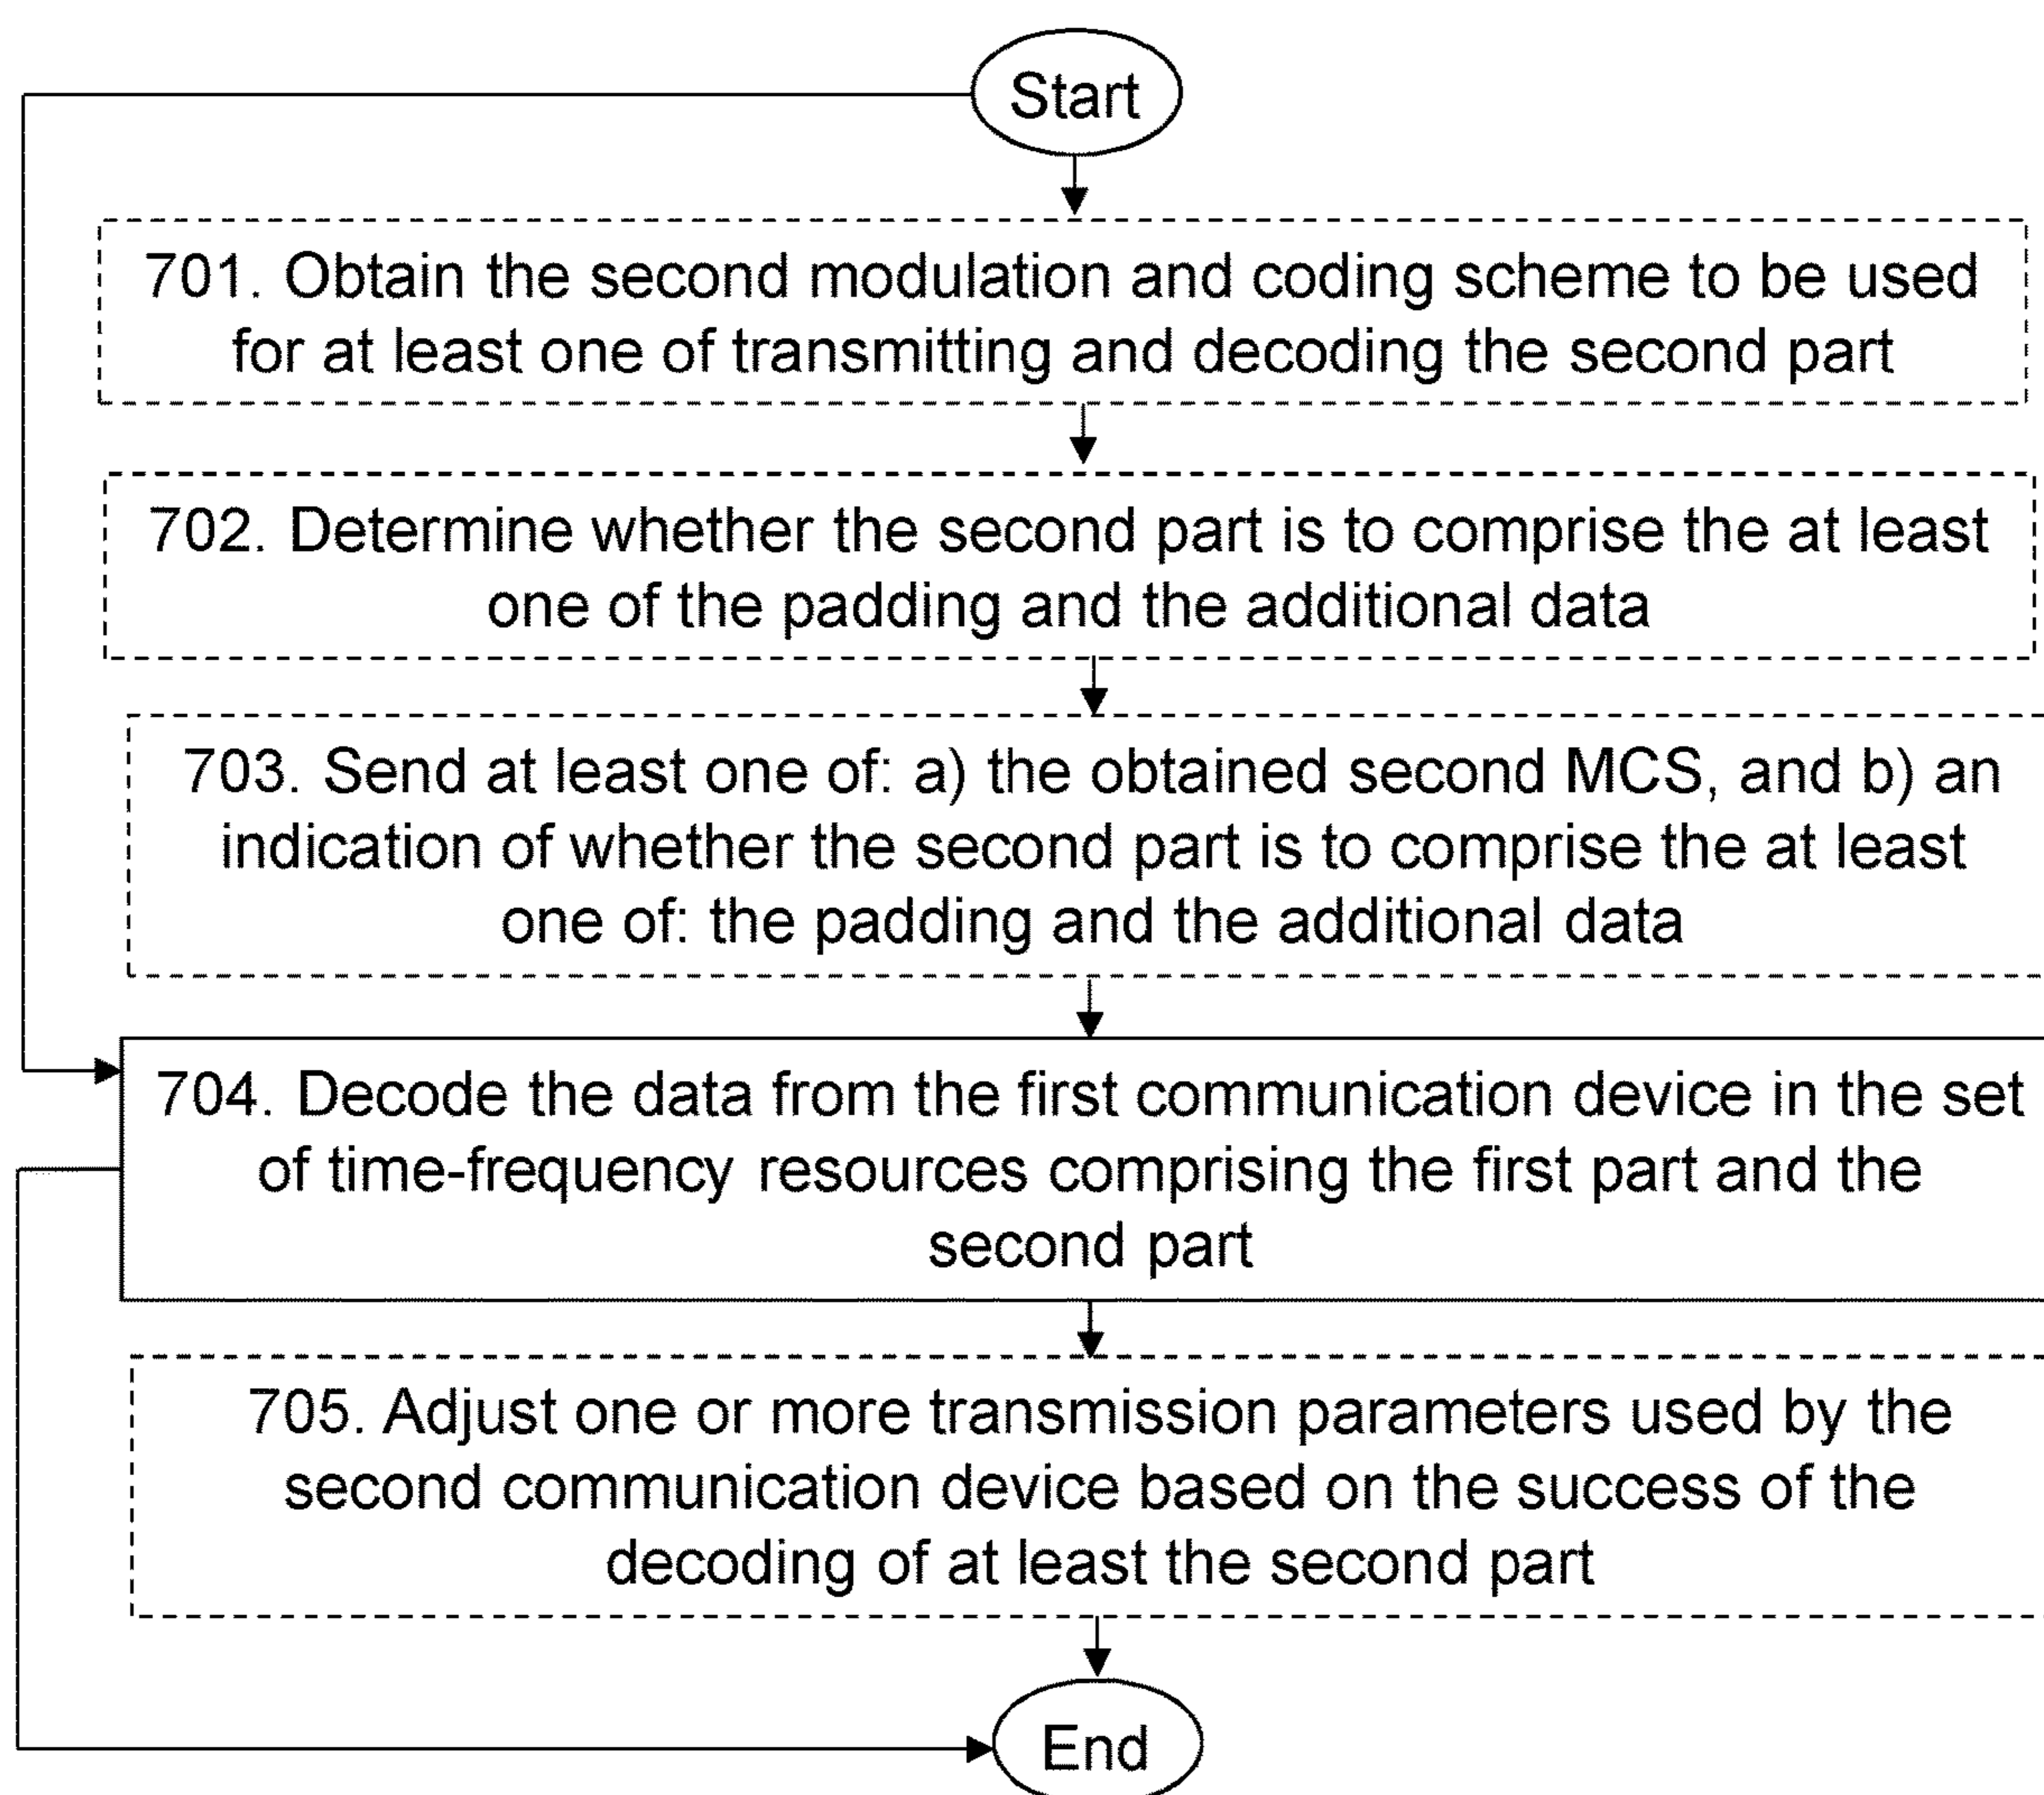 Start
701. Obtain the second modulation and coding scheme to be used
for at least one of transmitting and decoding the second part
702. Determine whether the second part is to comprise the at least
one of the padding and the additional data
703. Send at least one of: a) the obtained second MCS, and b) an
indication of whether the second part is to comprise the at least
one of: the padding and the additional data
704. Decode the data from the first communication device in the set
of time-frequency resources comprising the first part and the
second part
705. Adjust one or more transmission parameters used by the
second communication device based on the success of the
decoding of at least the second part
End